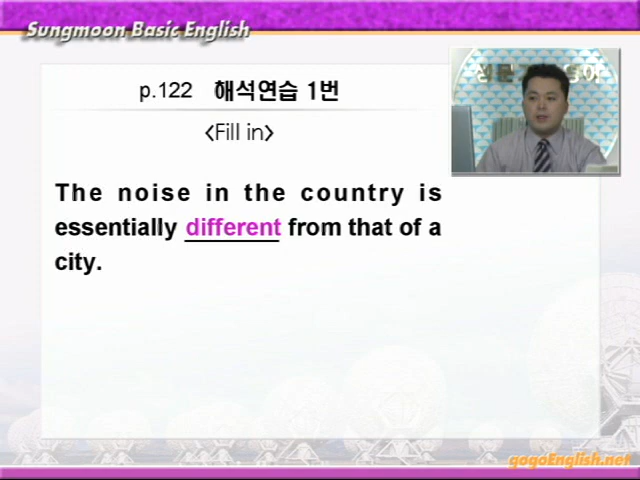 Sungmoon Basic English
p.122 해석연습 1번
<Fill in>
The noise in the country is
essentially different from that of a
city.
gogoEnglish.net